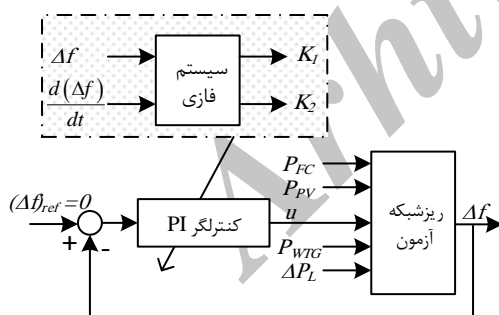 Δf
d(Δf)
dt
سیستم
فازی
K1
K2
(Δf)ref =0
+
-
کنترلگر PI
u
PFC
PPV
PWTG
ΔPL
ریزشبکه
آزمون
Δf